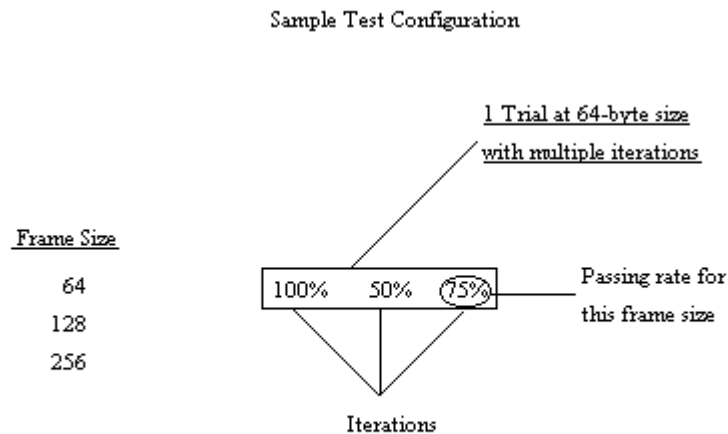 Sample Test Configuration
1 Trial at 64-byte size
with multiple iterations
Frame Size
64
128
256
100% 50% 75%
Passing rate for
this frame size
Iterations